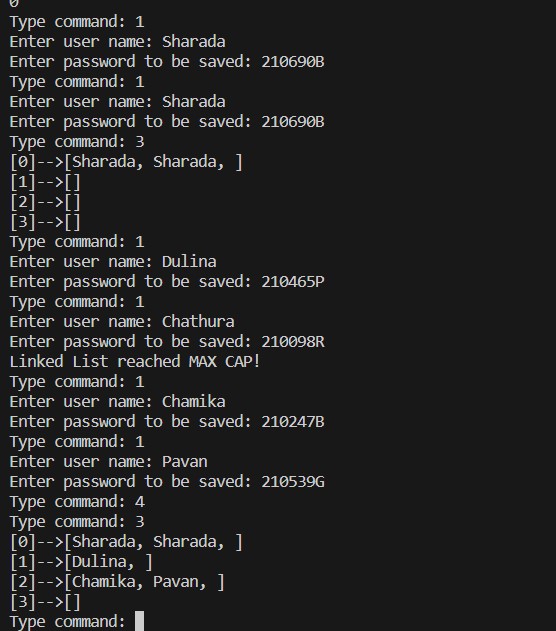 0
Type command: 1
Enter user name: Sharada
Enter password to be saved: 210690B
Type command: 1
Enter user name: Sharada
Enter password to be saved: 210690B
Type command: 3
[0]-->[Sharada, Sharada, ]
[1]-->[]
[2]-->[]
[3]-->[]
Type command: 1
Enter user name: Dulina
Enter password to be saved: 210465P
Type command: 1
Enter user name: Chathura
Enter password to be saved: 210098R
Linked List reached MAX CAP!
Type command: 1
Enter user name: Chamika
Enter password to be saved: 210247B
Type command: 1
Enter user name: Pavan
Enter password to be saved: 210539G
Type command: 4
Type command: 3
[0]-->[Sharada, Sharada, ]
[1]-->[Dulina, ]
[2]-->[Chamika, Pavan, ]
[3]-->[]
Type command: